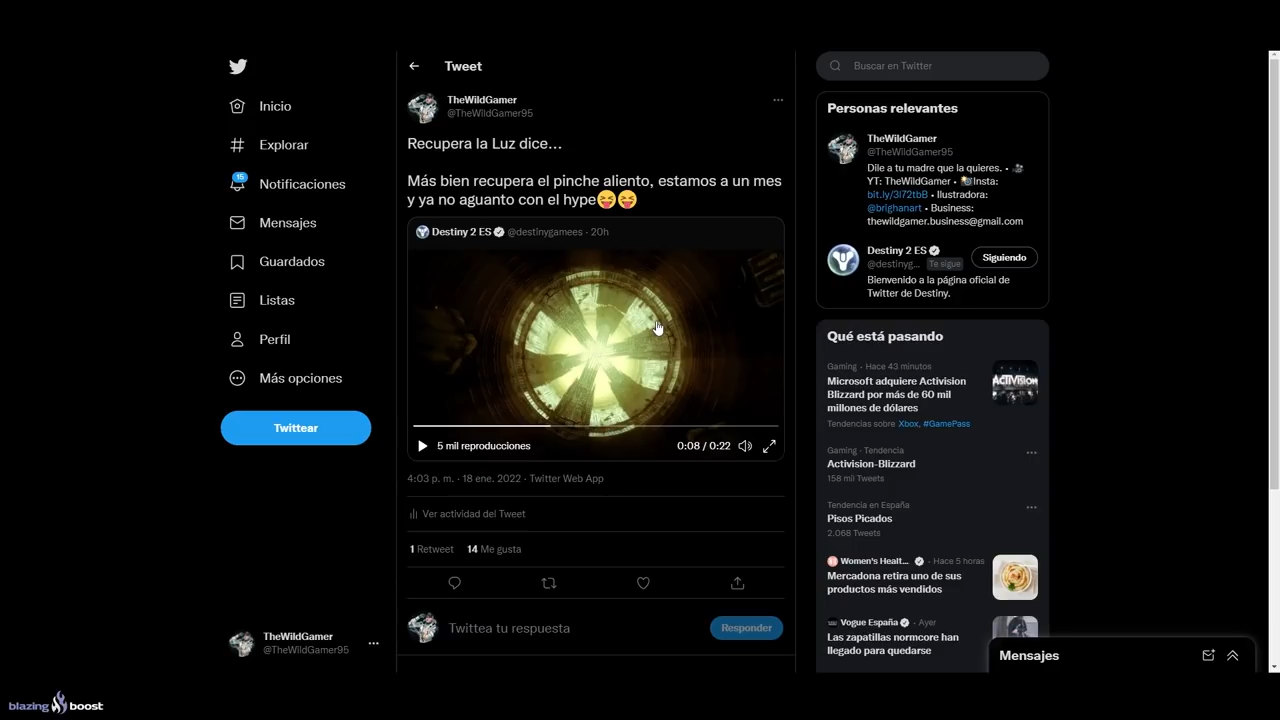 Tweet
Buscar en Twitter
Inicio
Explorar
15
Notificaciones
Mensajes
Guardados
Listas
Perfil
Más opciones
Twittear
TheWildGamer
@TheWildGamer95
TheWildGamer
@TheWildGamer95
Recupera la Luz dice...
Más bien recupera el pinche aliento, estamos a un mes
y ya no aguanto con el hype😝😝
Destiny 2 ES @destinygamees · 20h
5 mil reproducciones
0:08 / 0:22
4:03 p. m. · 18 ene. 2022 · Twitter Web App
Ver actividad del Tweet
1 Retweet 14 Me gusta
Twittea tu respuesta
Responder
Personas relevantes
TheWildGamer
@TheWildGamer95
Dile a tu madre que la quieres. •
YT: TheWildGamer • Insta:
bit.ly/3l72tbB • Ilustradora:
@brighanart • Business:
thewildgamer.business@gmail.com
Destiny 2 ES
@destinyg... Te sigue
Siguiendo
Bienvenido a la página oficial de
Twitter de Destiny.
Qué está pasando
Gaming · Hace 43 minutos
Microsoft adquiere Activision
Blizzard por más de 60 mil
millones de dólares
ACTIVISION
Tendencias sobre Xbox, #GamePass
Gaming · Tendencia
Activision-Blizzard
158 mil Tweets
Tendencia en España
Pisos Picados
2.068 Tweets
Women's Healt... · Hace 5 horas
Mercadona retira uno de sus
productos más vendidos
Vogue España · Ayer
Las zapatillas normcore han
llegado para quedarse
Mensajes
blazing boost